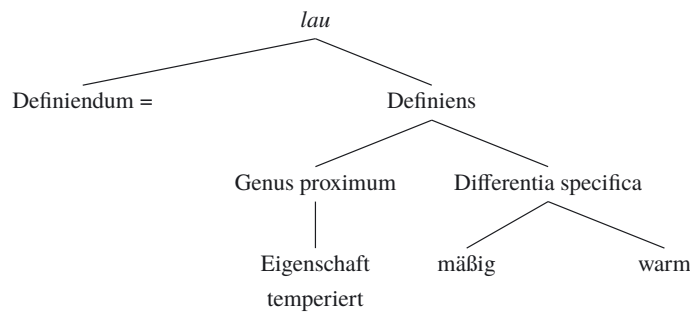 lau
Definiendum = Definiens
Genus proximum Differentia specifica
Eigenschaft mäßig warm
temperiert